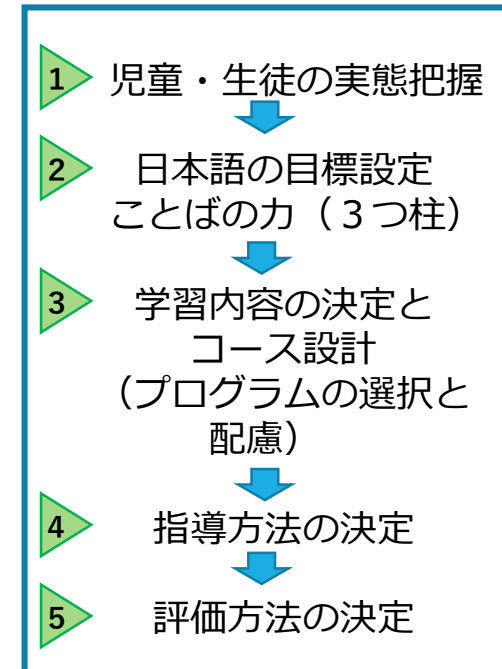 1 児童・生徒の実態把握
2 日本語の目標設定
ことばの力（３つ柱）
3 学習内容の決定と
コース設計
（プログラムの選択と
配慮）
4 指導方法の決定
5 評価方法の決定